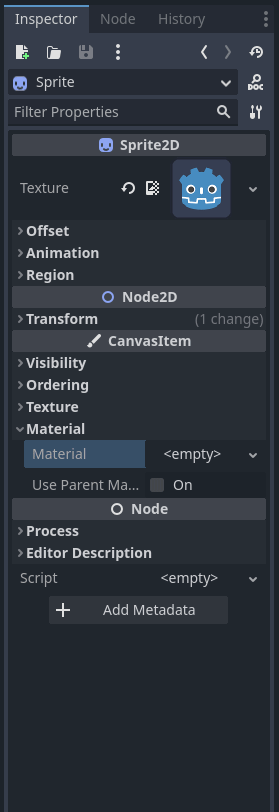 Inspector Node History
Sprite
DOC
Filter Properties
Sprite2D
Texture
Offset
Animation
Region
Node2D
Transform (1 change)
CanvasItem
Visibility
Ordering
Texture
Material
Material <empty>
Use Parent Ma... On
Node
Process
Editor Description
Script <empty>
Add Metadata